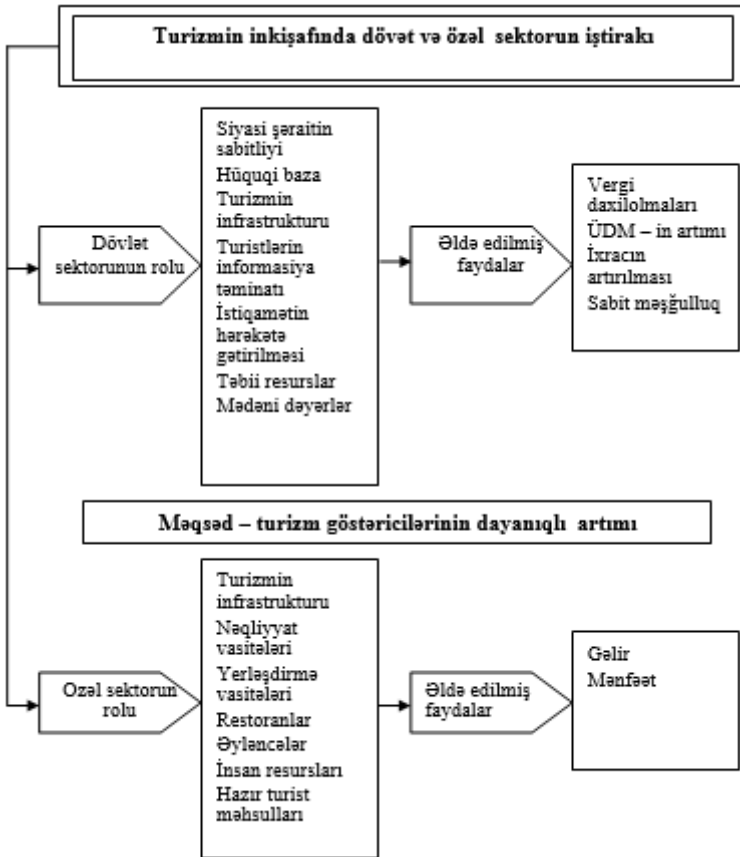 Turizmin inkişafında dövət və özəl sektorun iştirakı
Dövlət
sektorunun rolu
Siyasi şəraitin
sabitliyi
Hüquqi baza
Turizmin
infrastrukturu
Turistlərin
informasiya
təminatı
İstiqamətin
hərəkətə
gətirilməsi
Təbii resurslar
Mədəni dəyərlər
Əldə edilmiş
faydalar
Vergi
daxilolmaları
ÜDM – in artımı
İxracın
artırılması
Sabit məşğulluq
Məqsəd – turizm göstəricilərinin dayanıqlı artımı
Ozəl sektorun
rolu
Turizmin
infrastrukturu
Nəqliyyat
vasitələri
Yerləşdirmə
vasitələri
Restoranlar
Əyləncələr
İnsan resursları
Hazır turist
məhsulları
Əldə edilmiş
faydalar
Gəlir
Mənfəət